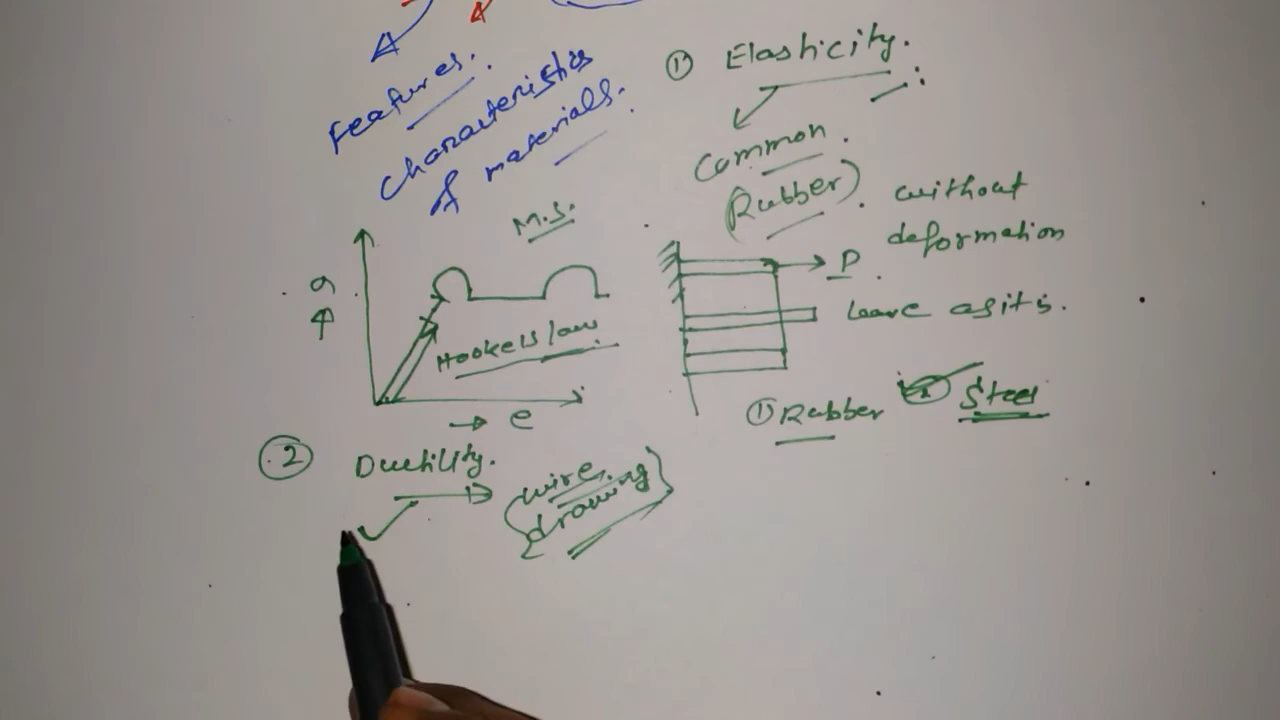 Features.
Characteristics
of materials.
① Elasticity.
Common.
(Rubber).
without
deformation
M.S.
σ
Hooke's law
e
P.
leave as it is.
① Rubber ② Steel
② Ductility.
{wire.
drawing}